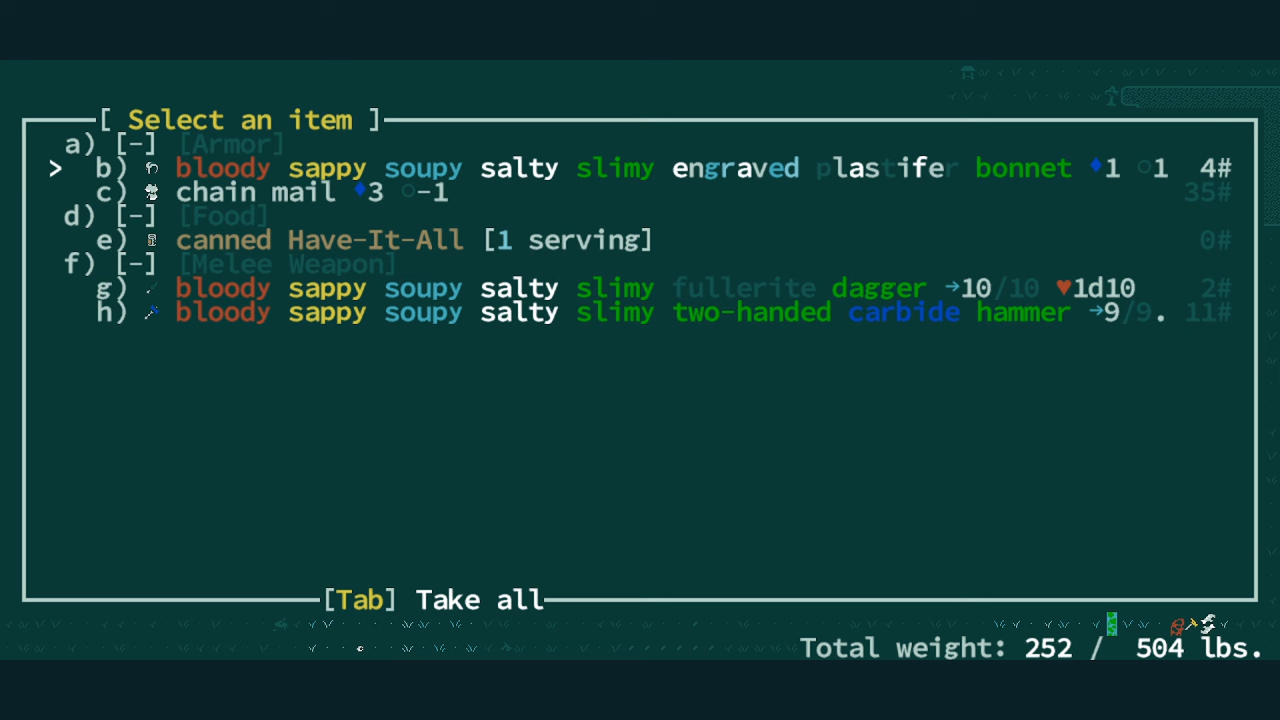 [ Select an item ]
a) [-] [Armor]
> b) bloody sappy soupy salty slimy engraved plastifer bonnet ♦1 ○1 4#
c) chain mail ♦3 ○-1 35#
d) [-] [Food]
e) canned Have-It-All [1 serving] 0#
f) [-] [Melee Weapon]
g) bloody sappy soupy salty slimy fullerite dagger →10/10 ♥1d10 2#
h) bloody sappy soupy salty slimy two-handed carbide hammer →9/9. 11#
[Tab] Take all
Total weight: 252 / 504 lbs.